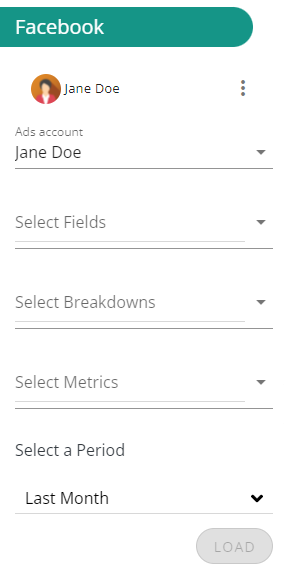 Facebook
Jane Doe
Ads account
Jane Doe
Select Fields
Select Breakdowns
Select Metrics
Select a Period
Last Month
LOAD